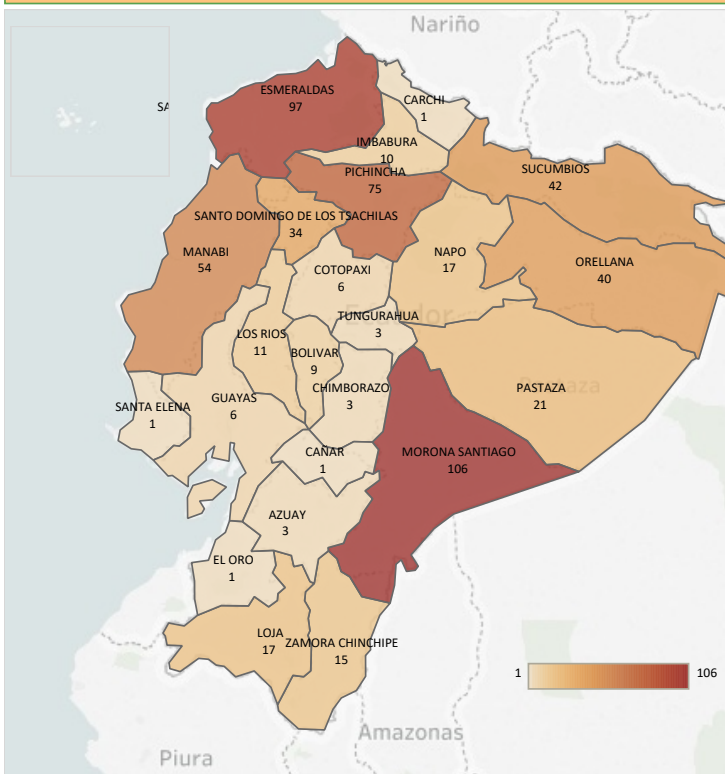 Nariño
ESMERALDAS
97
CARCHI
1
SA
IMBABURA
10
PICHINCHA
75
SUCUMBIOS
42
SANTO DOMINGO DE LOS TSACHILAS
34
MANABI
54
NAPO
17
ORELLANA
40
COTOPAXI
6
Ecuador
TUNGURAHUA
3
LOS RIOS
11
BOLIVAR
9
CHIMBORAZO
3
PASTAZA
21
SANTA ELENA
1
GUAYAS
6
CAÑAR
1
MORONA SANTIAGO
106
AZUAY
3
EL ORO
1
LOJA
17
ZAMORA CHINCHIPE
15
1
106
Amazonas
Piura